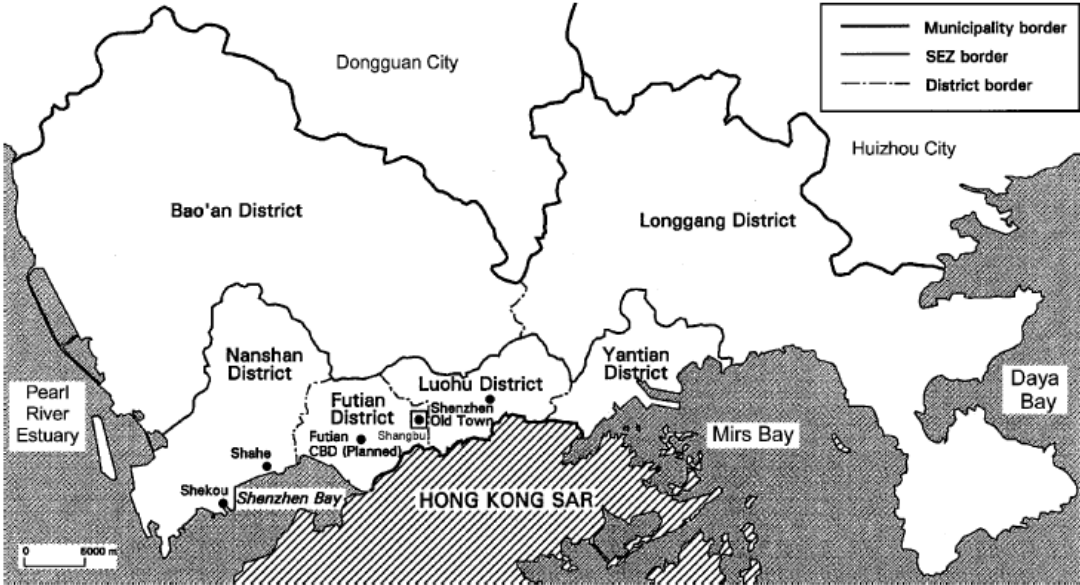 Municipality border
SEZ border
District border
Dongguan City
Huizhou City
Bao'an District
Longgang District
Nanshan
District
Yantian
District
Luohu District
Futian
District
Shenzhen
Old Town
Shangbu
Futian
CBD (Planned)
Pearl
River
Estuary
Daya
Bay
Mirs Bay
Shahe
Shekou
Shenzhen Bay
HONG KONG SAR
0 6000 m